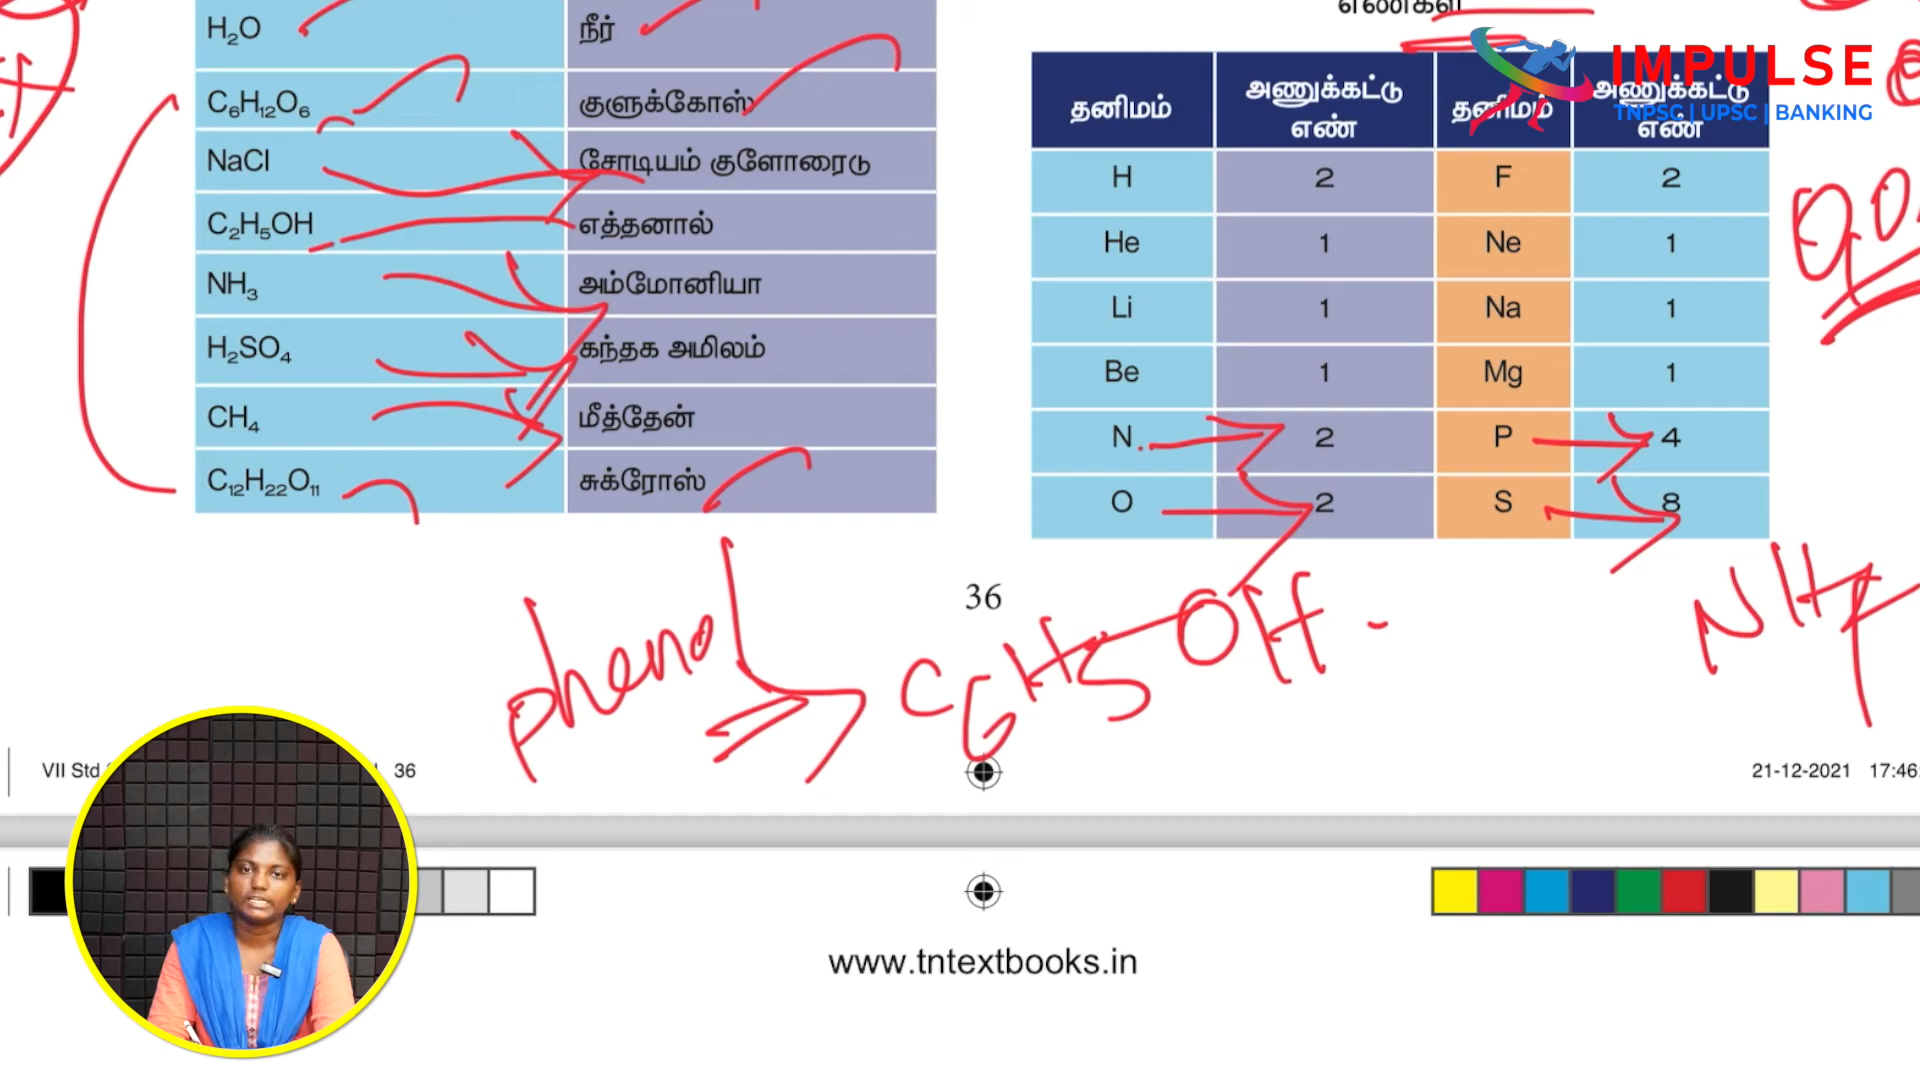 எண்கள்
IMPULSE
TNPSC | UPSC | BANKING
H₂O நீர்
C₆H₁₂O₆ குளுக்கோஸ்
NaCl சோடியம் குளோரைடு
C₂H₅OH எத்தனால்
NH₃ அம்மோனியா
H₂SO₄ கந்தக அமிலம்
CH₄ மீத்தேன்
C₁₂H₂₂O₁₁ சுக்ரோஸ்
தனிமம் அணுக்கட்டு எண் தனிமம் அணுக்கட்டு எண்
H 2 F 2
He 1 Ne 1
Li 1 Na 1
Be 1 Mg 1
N 2 P 4
O 2 S 8
36
phenol C₆H₅OH
VII Std
36
21-12-2021 17:46:
www.tntextbooks.in